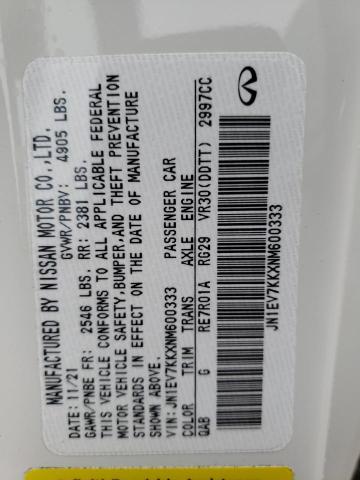 MANUFACTURED BY NISSAN MOTOR CO.,LTD.
11/21 GVWR/PNBV: 4905 LBS.
GAWR/PNBE FR: 2546 LBS. RR: 2381 LBS.
THIS VEHICLE CONFORMS TO ALL APPLICABLE FEDERAL
MOTOR VEHICLE SAFETY,BUMPER,AND THEFT PREVENTION
STANDARDS IN EFFECT ON THE DATE OF MANUFACTURE
SHOWN ABOVE.
VIN: JN1EV7KKXNM600333 PASSENGER CAR
COLOR TRIM TRANS AXLE ENGINE
QAB G RE7R01A RG29 VR30(DDTT) 2997CC
JN1EV7KKXNM600333